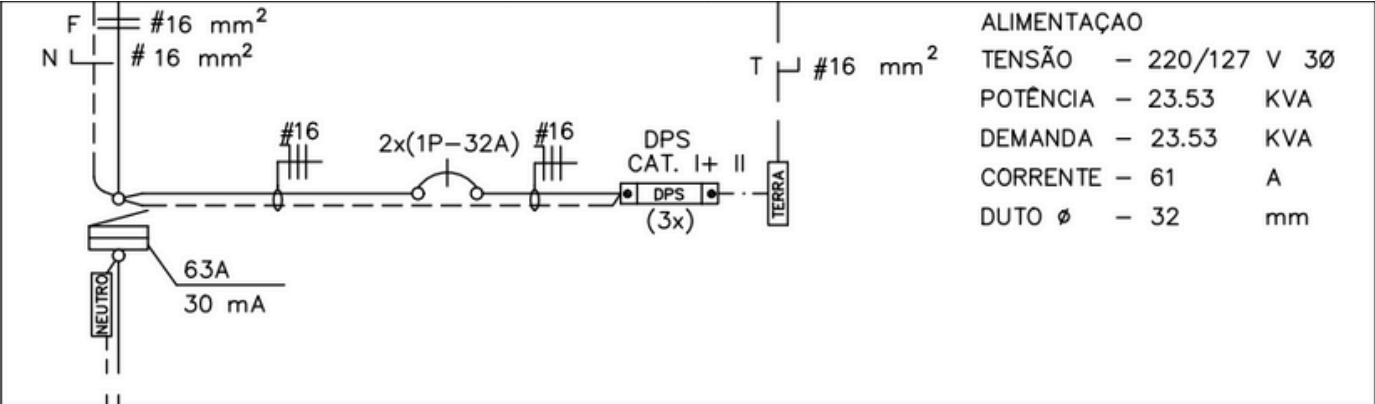 F #16 mm²
N # 16 mm²
#16
2x(1P-32A)
#16
DPS
CAT. I+ II
DPS
(3x)
T #16 mm²
TERRA
63A
30 mA
NEUTRO
ALIMENTAÇAO
TENSÃO - 220/127 V 3Ø
POTÊNCIA - 23.53 KVA
DEMANDA - 23.53 KVA
CORRENTE - 61 A
DUTO ø - 32 mm